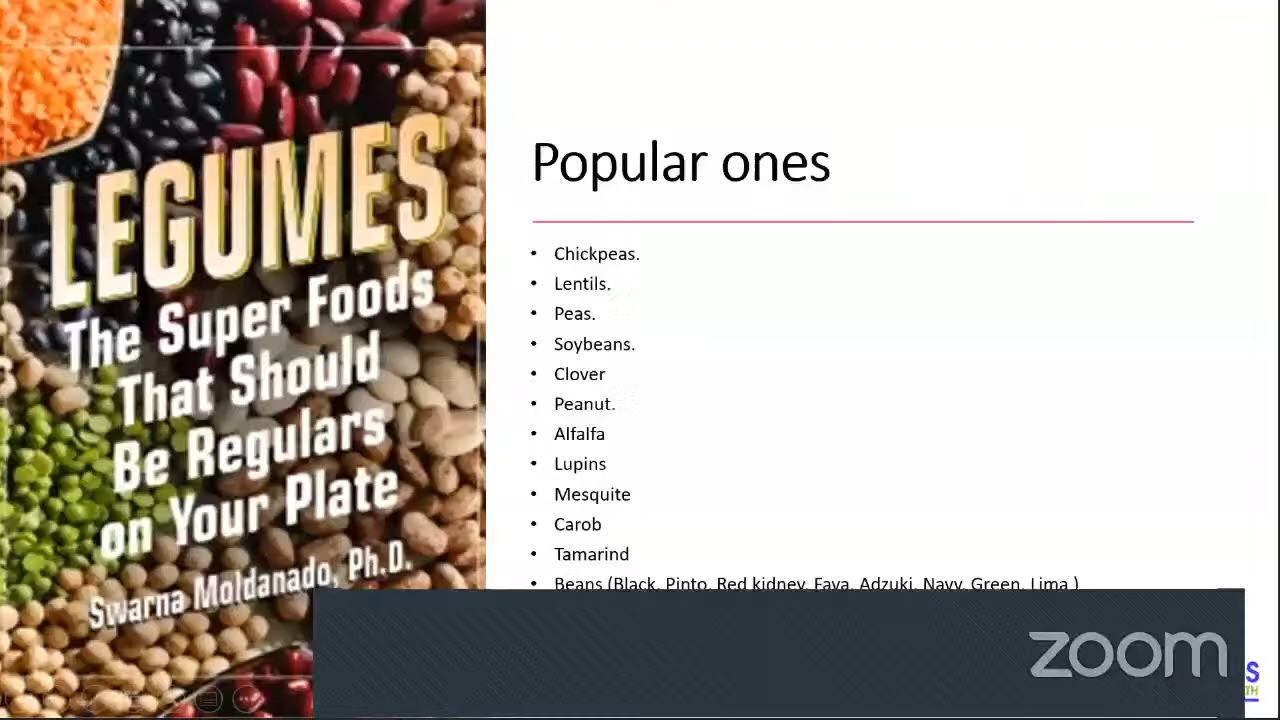 LEGUMES
The Super Foods
That Should
Be Regulars
on Your Plate
Swarna Moldanado, Ph.D.
Popular ones
• Chickpeas.
• Lentils.
• Peas.
• Soybeans.
• Clover
• Peanut.
• Alfalfa
• Lupins
• Mesquite
• Carob
• Tamarind
• Beans (Black, Pinto, Red kidney, Fava, Adzuki, Navy, Green, Lima )
zoom
S
TH